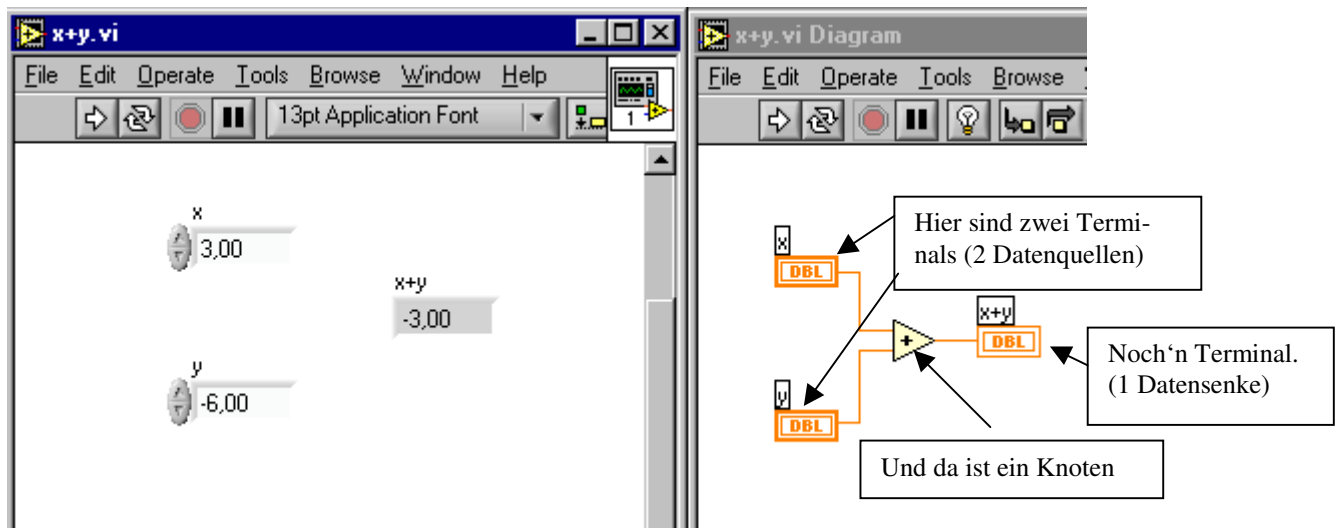 x+y.vi
File Edit Operate Tools Browse Window Help
13pt Application Font
1
x
3,00
x+y
-3,00
y
-6,00
x+y.vi Diagram
File Edit Operate Tools Browse
Hier sind zwei Termi-
nals (2 Datenquellen)
x
DBL
x+y
DBL
+
Noch‘n Terminal.
(1 Datensenke)
y
DBL
Und da ist ein Knoten